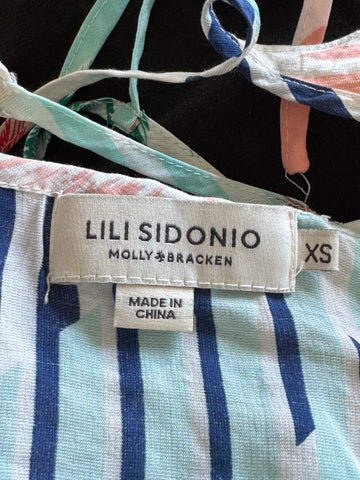 LILI SIDONIO
MOLLY BRACKEN
XS
MADE IN
CHINA